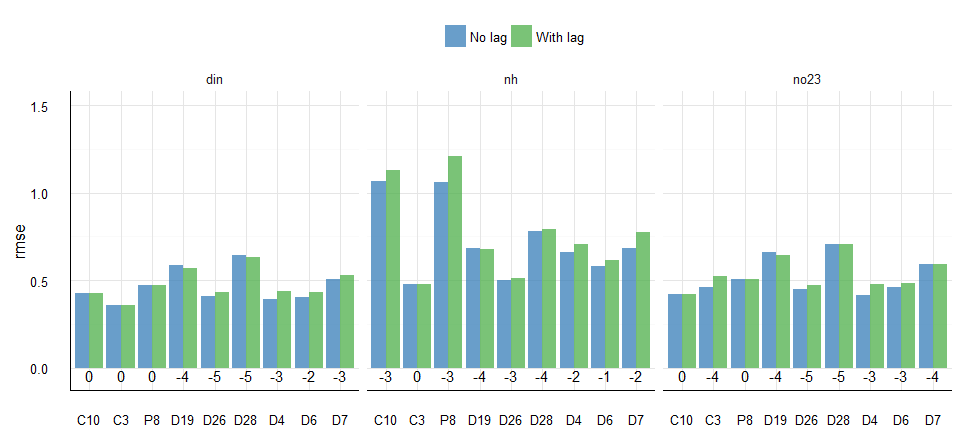 No lag With lag
din nh no23
1.5
1.0
0.5
0.0
rmse
0 0 0 -4 -5 -5 -3 -2 -3 -3 0 -3 -4 -3 -4 -2 -1 -2 0 -4 0 -4 -5 -5 -3 -3 -4
C10 C3 P8 D19 D26 D28 D4 D6 D7 C10 C3 P8 D19 D26 D28 D4 D6 D7 C10 C3 P8 D19 D26 D28 D4 D6 D7